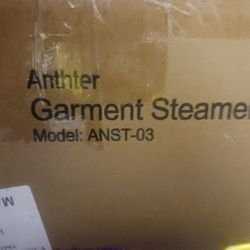 Anthter
Garment Steamer
Model: ANST-03
M